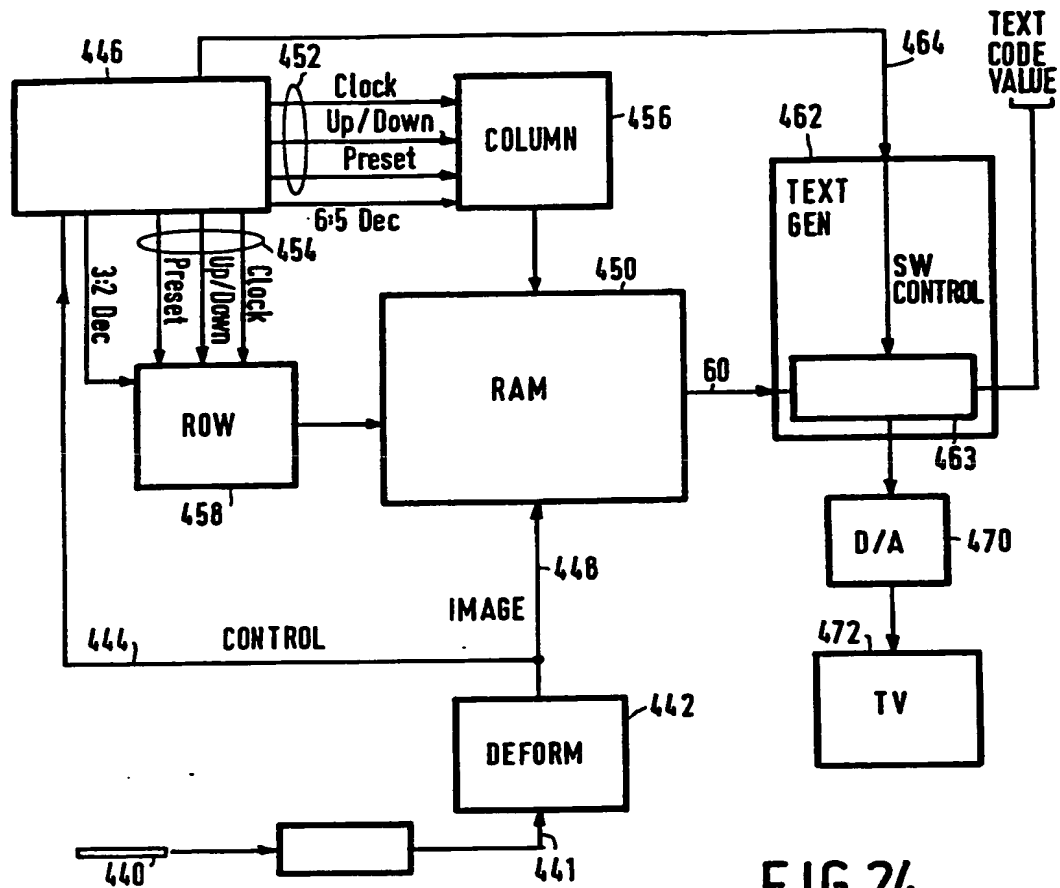 446
452
Clock
Up/Down
Preset
6:5 Dec
COLUMN
456
464
TEXT
CODE
VALUE
462
TEXT
GEN
SW
CONTROL
463
454
3:2 Dec
Preset
Up/Down
Clock
ROW
458
450
RAM
60
448
IMAGE
444
CONTROL
D/A
470
472
TV
442
DEFORM
441
440
FIG.24